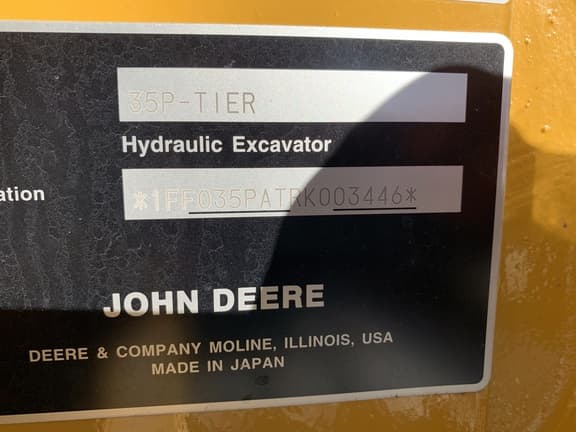 35P-TIER
Hydraulic Excavator
ation
*1FF035PATRK003446*
JOHN DEERE
DEERE & COMPANY MOLINE, ILLINOIS, USA
MADE IN JAPAN